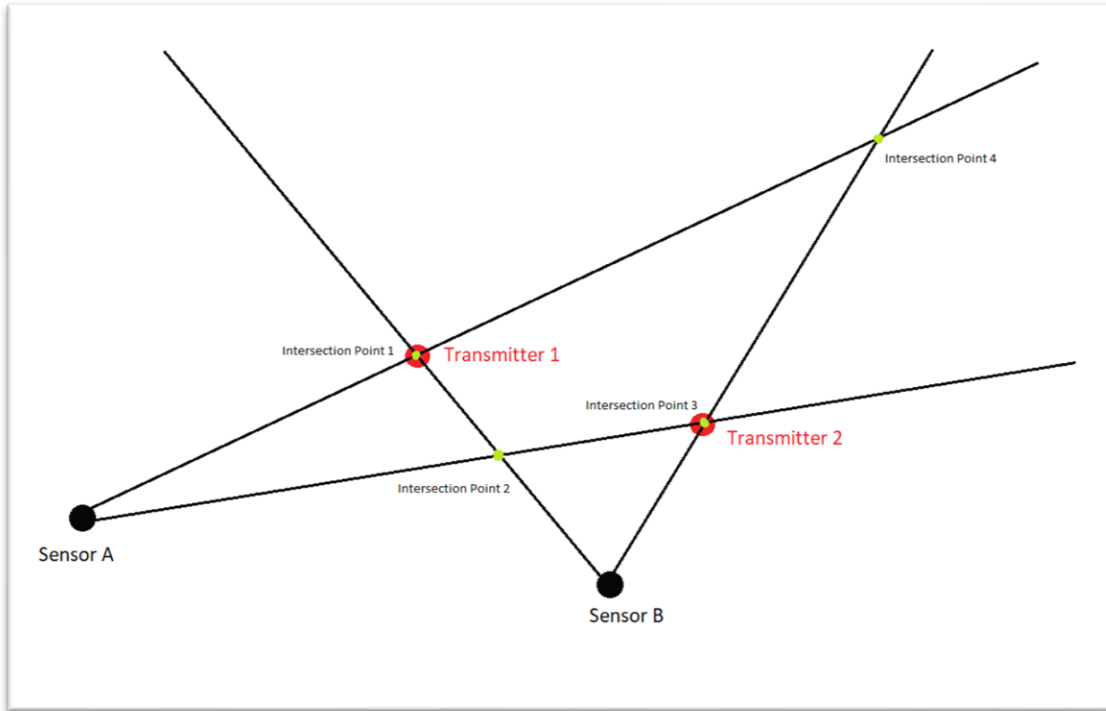 Intersection Point 4
Intersection Point 1
Transmitter 1
Intersection Point 3
Transmitter 2
Intersection Point 2
Sensor A
Sensor B